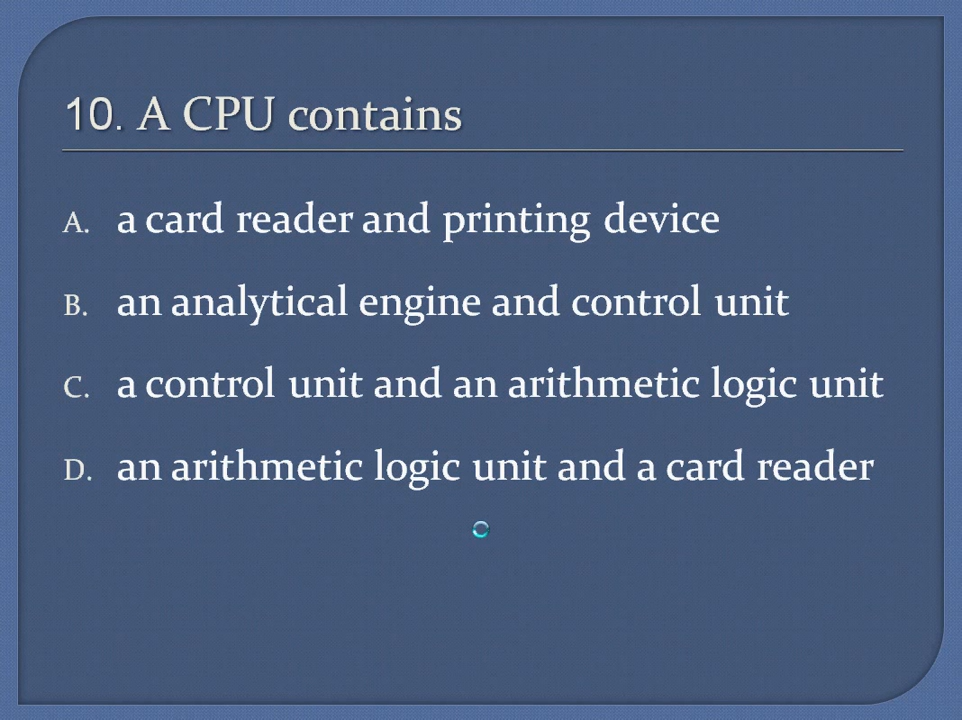 10. A CPU contains
A. a card reader and printing device
B. an analytical engine and control unit
C. a control unit and an arithmetic logic unit
D. an arithmetic logic unit and a card reader